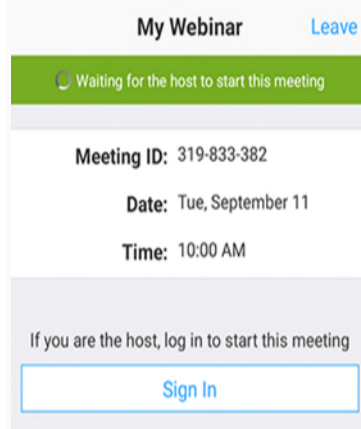 My Webinar Leave
Waiting for the host to start this meeting
Meeting ID: 319-833-382
Date: Tue, September 11
Time: 10:00 AM
If you are the host, log in to start this meeting
Sign In